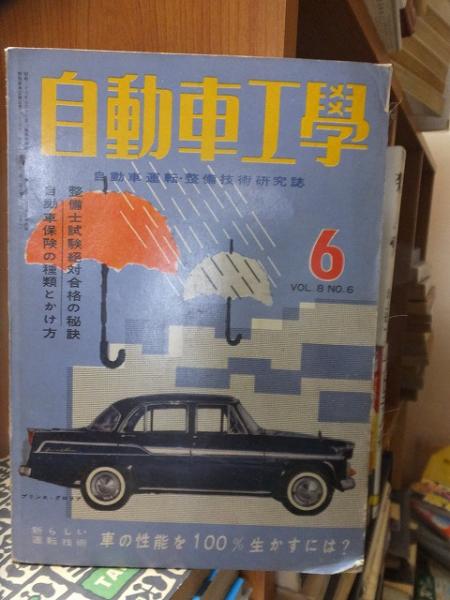 自動車工學
自動車運転・整備技術研究誌
6
VOL. 8 NO. 6
整備士試験絶対合格の秘訣
自動車保険の種類とかけ方
プリンス・グロリア
新らしい
運転技術
車の性能を100%生かすには？